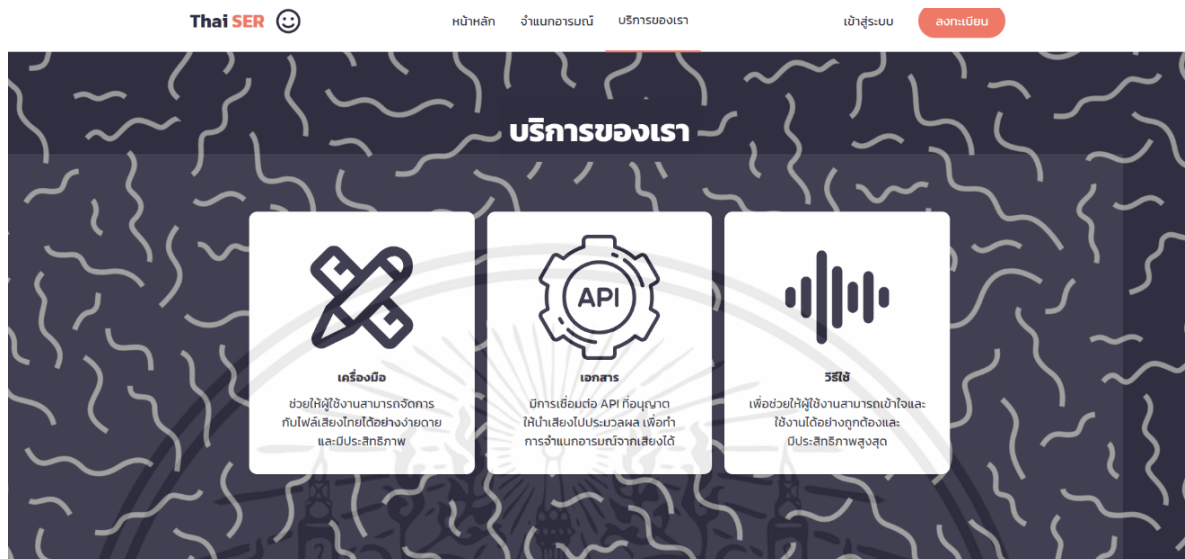 Thai SER
หน้าหลัก จำแนกอารมณ์ บริการของเรา เข้าสู่ระบบ ลงทะเบียน
บริการของเรา
API
เครื่องมือ
ช่วยให้ผู้ใช้งานสามารถจัดการ
กับไฟล์เสียงไทยได้อย่างง่ายดาย
และมีประสิทธิภาพ
เอกสาร
มีการเชื่อมต่อ API ที่อนุญาต
ให้นำเสียงไปประมวลผล เพื่อทำ
การจำแนกอารมณ์จากเสียงได้
วิธีใช้
เพื่อช่วยให้ผู้ใช้งานสามารถเข้าใจและ
ใช้งานได้อย่างถูกต้องและ
มีประสิทธิภาพสูงสุด